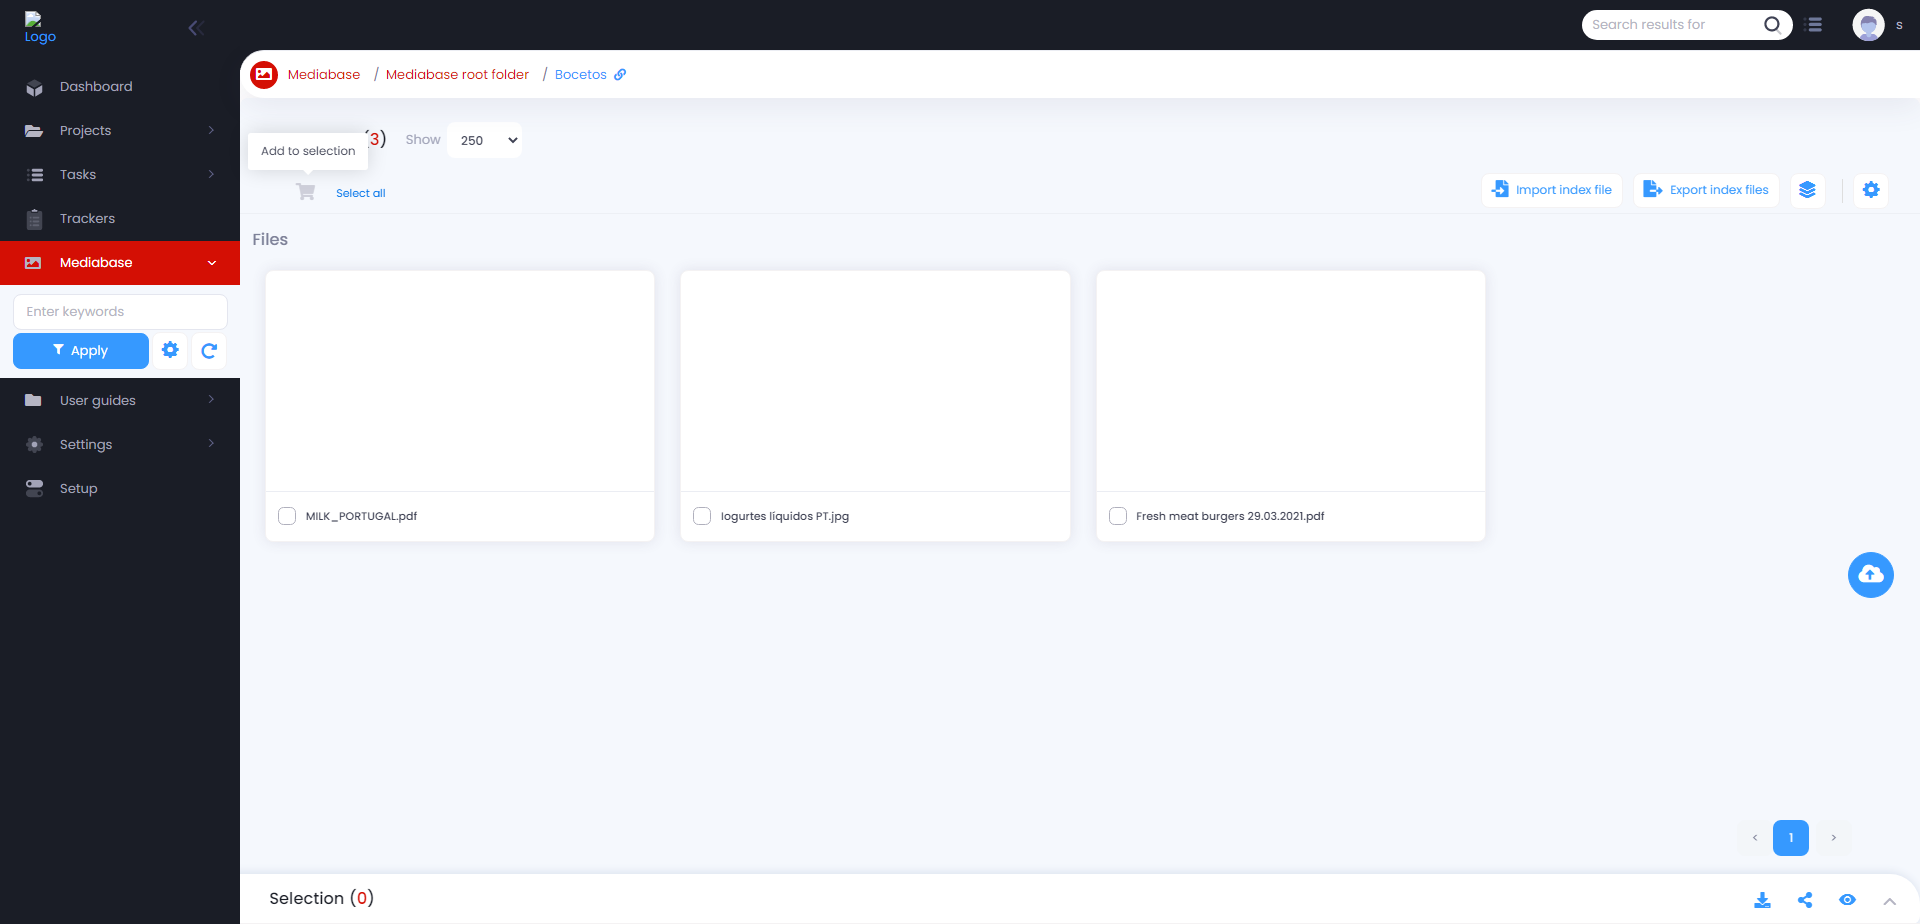 Logo
Search results for
s
Dashboard
Projects
Tasks
Trackers
Mediabase
Enter keywords
Apply
User guides
Settings
Setup
Mediabase / Mediabase root folder / Bocetos
(3) Show 250
Add to selection
Select all
Import index file
Export index files
Files
MILK_PORTUGAL.pdf
Iogurtes líquidos PT.jpg
Fresh meat burgers 29.03.2021.pdf
< 1 >
Selection (0)